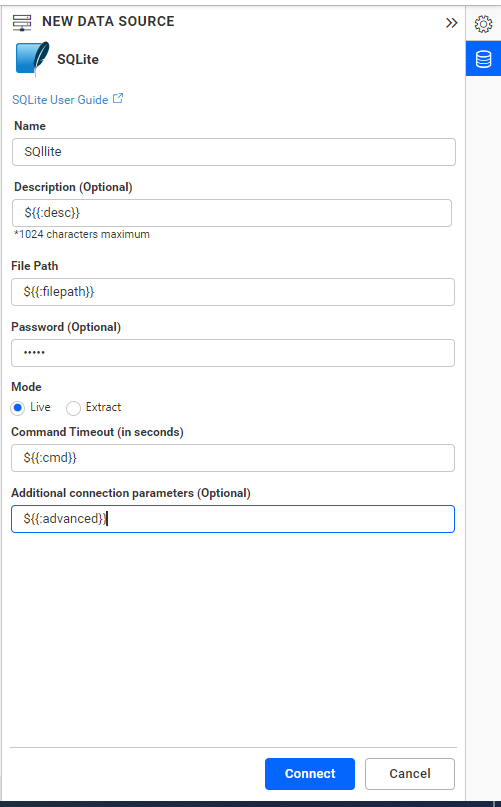 NEW DATA SOURCE
SQLite
SQLite User Guide
Name
SQllite
Description (Optional)
${{:desc}}
*1024 characters maximum
File Path
${{:filepath}}
Password (Optional)
•••••
Mode
Live Extract
Command Timeout (in seconds)
${{:cmd}}
Additional connection parameters (Optional)
${{:advanced}}
Connect Cancel